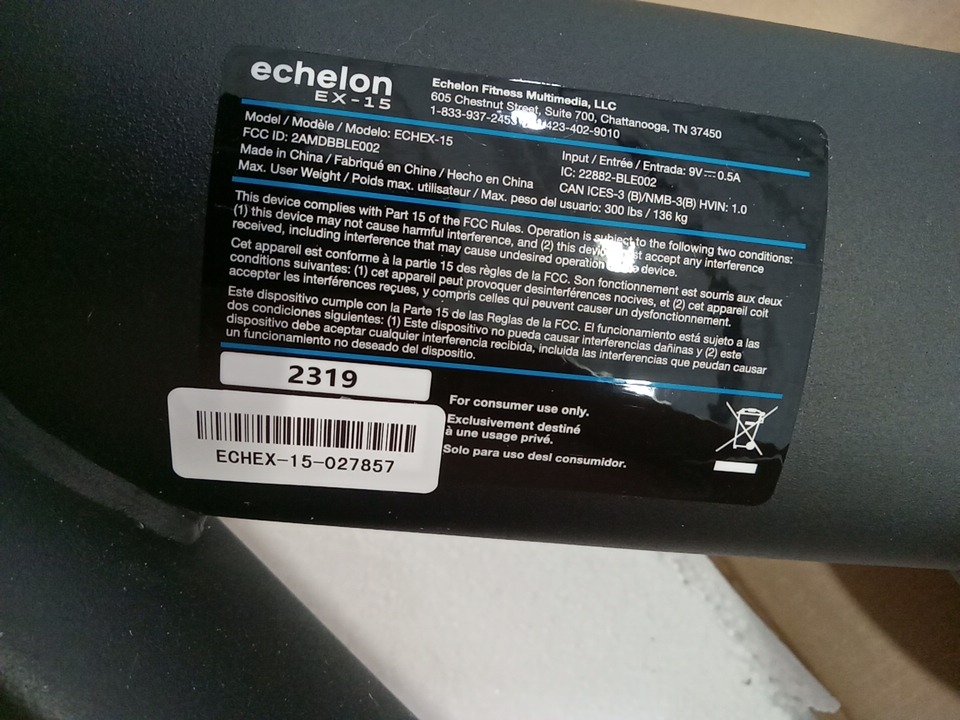 echelon
EX-15
Echelon Fitness Multimedia, LLC
605 Chestnut Street, Suite 700, Chattanooga, TN 37450
1-833-937-2453 423-402-9010
Model / Modèle / Modelo: ECHEX-15
FCC ID: 2AMDBBLE002
Made in China / Fabriqué en Chine / Hecho en China
Input / Entrée / Entrada: 9V⎓0.5A
IC: 22882-BLE002
CAN ICES-3 (B)/NMB-3(B) HVIN: 1.0
Max. User Weight / Poids max. utilisateur / Max. peso del usuario: 300 lbs / 136 kg
This device complies with Part 15 of the FCC Rules. Operation is subject to the following two conditions:
(1) this device may not cause harmful interference, and (2) this device must accept any interference
received, including interference that may cause undesired operation of the device.
Cet appareil est conforme à la partie 15 des règles de la FCC. Son fonctionnement est sourris aux deux
conditions suivantes: (1) cet appareil peut provoquer desinterférences nocives, et (2) cet appareil coit
accepter les interférences reçues, y compris celles qui peuvent causer un dysfonctionnement.
Este dispositivo cumple con la Parte 15 de las Reglas de la FCC. El funcionamiento está sujeto a las
dos condiciones siguientes: (1) Este dispositivo no pueda causar interferencias dañinas y (2) este
dispositivo debe aceptar cualquier interferencia recibida, incluida las interferencias que peudan causar
un funcionamiento no deseado del dispositivo.
2319
ECHEX-15-027857
For consumer use only.
Exclusivement destiné
à une usage privé.
Solo para uso desl consumidor.